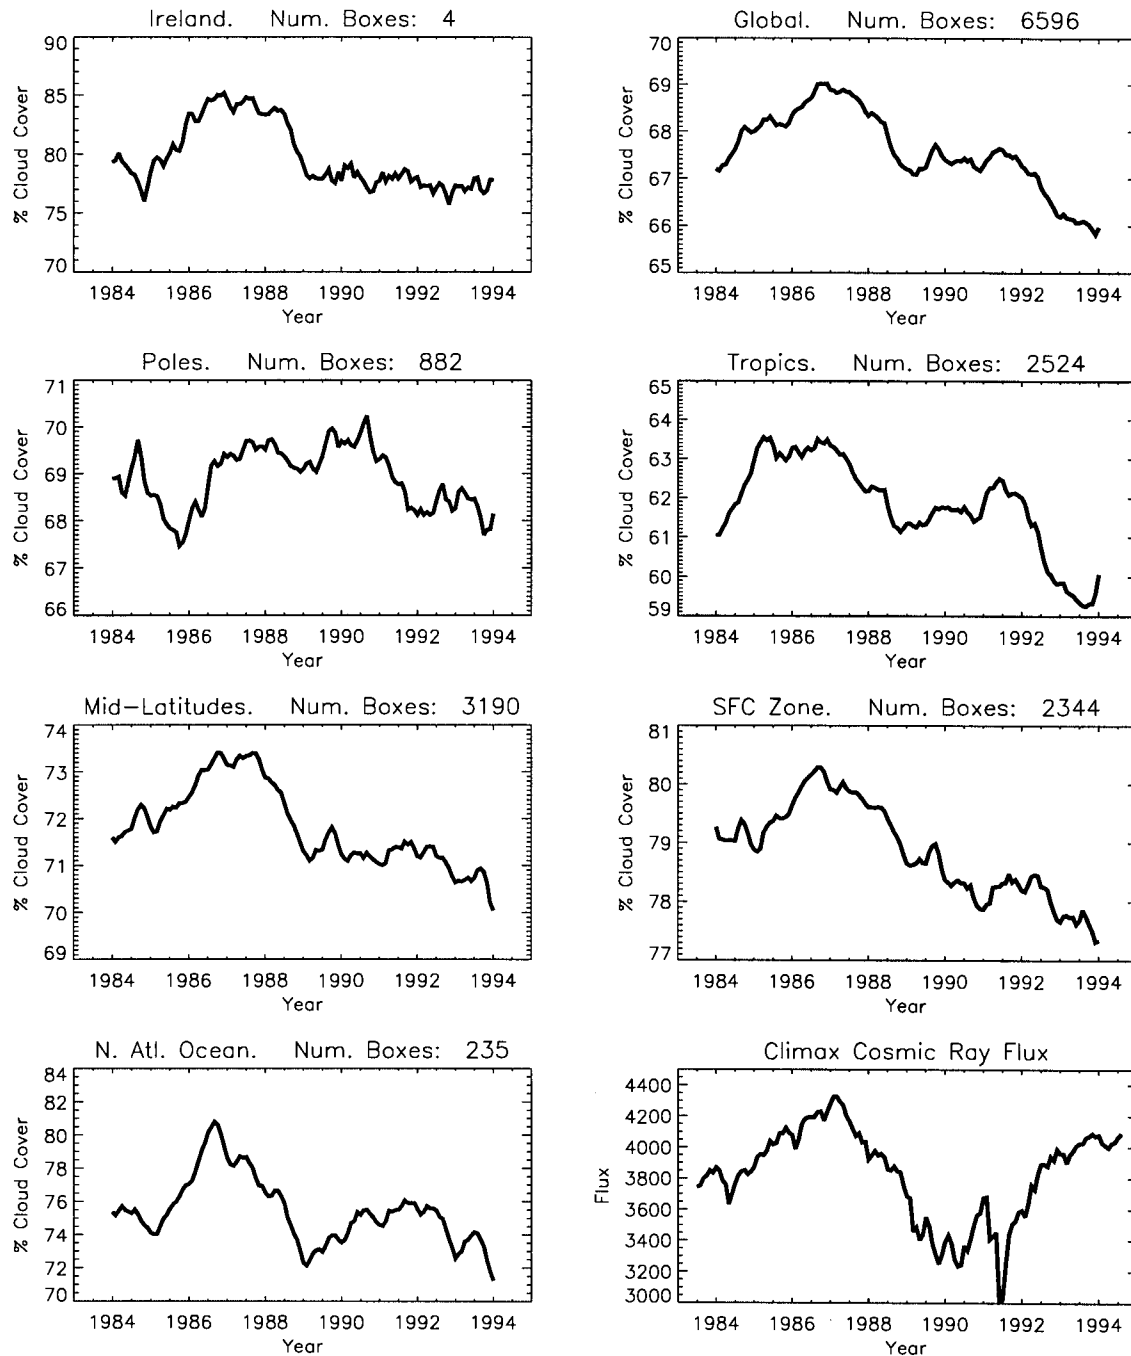 Ireland. Num. Boxes: 4
% Cloud Cover
90
85
80
75
70
1984 1986 1988 1990 1992 1994
Year
Global. Num. Boxes: 6596
% Cloud Cover
70
69
68
67
66
65
1984 1986 1988 1990 1992 1994
Year
Poles. Num. Boxes: 882
% Cloud Cover
71
70
69
68
67
66
1984 1986 1988 1990 1992 1994
Year
Tropics. Num. Boxes: 2524
% Cloud Cover
65
64
63
62
61
60
59
1984 1986 1988 1990 1992 1994
Year
Mid-Latitudes. Num. Boxes: 3190
% Cloud Cover
74
73
72
71
70
69
1984 1986 1988 1990 1992 1994
Year
SFC Zone. Num. Boxes: 2344
% Cloud Cover
81
80
79
78
77
1984 1986 1988 1990 1992 1994
Year
N. Atl. Ocean. Num. Boxes: 235
% Cloud Cover
84
82
80
78
76
74
72
70
1984 1986 1988 1990 1992 1994
Year
Climax Cosmic Ray Flux
Flux
4400
4200
4000
3800
3600
3400
3200
3000
1984 1986 1988 1990 1992 1994
Year